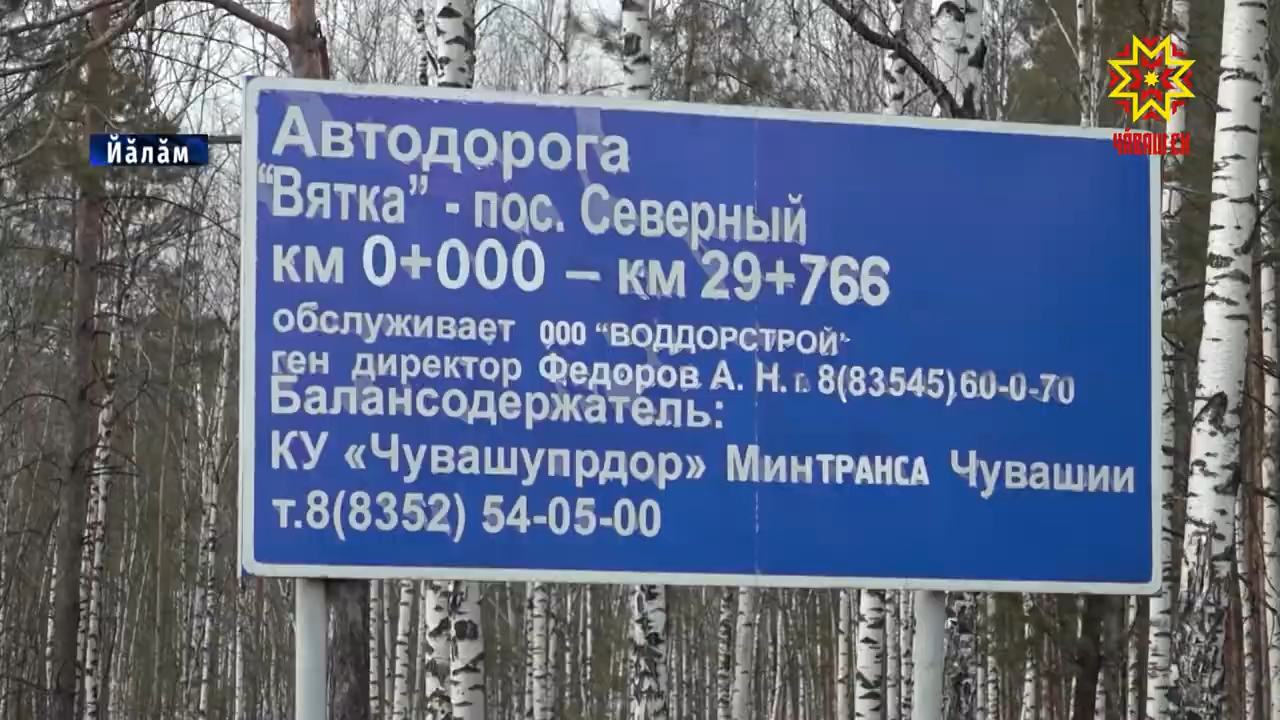 Йӑлӑм
ЧӐВАШ ЕН
Автодорога
“Вятка” - пос. Северный
км 0+000 – км 29+766
обслуживает ООО “ВОДДОРСТРОЙ”
ген директор Федоров А. Н. т. 8(83545)60-0-70
Балансодержатель:
КУ «Чувашупрдор» Минтранса Чувашии
т.8(8352) 54-05-00